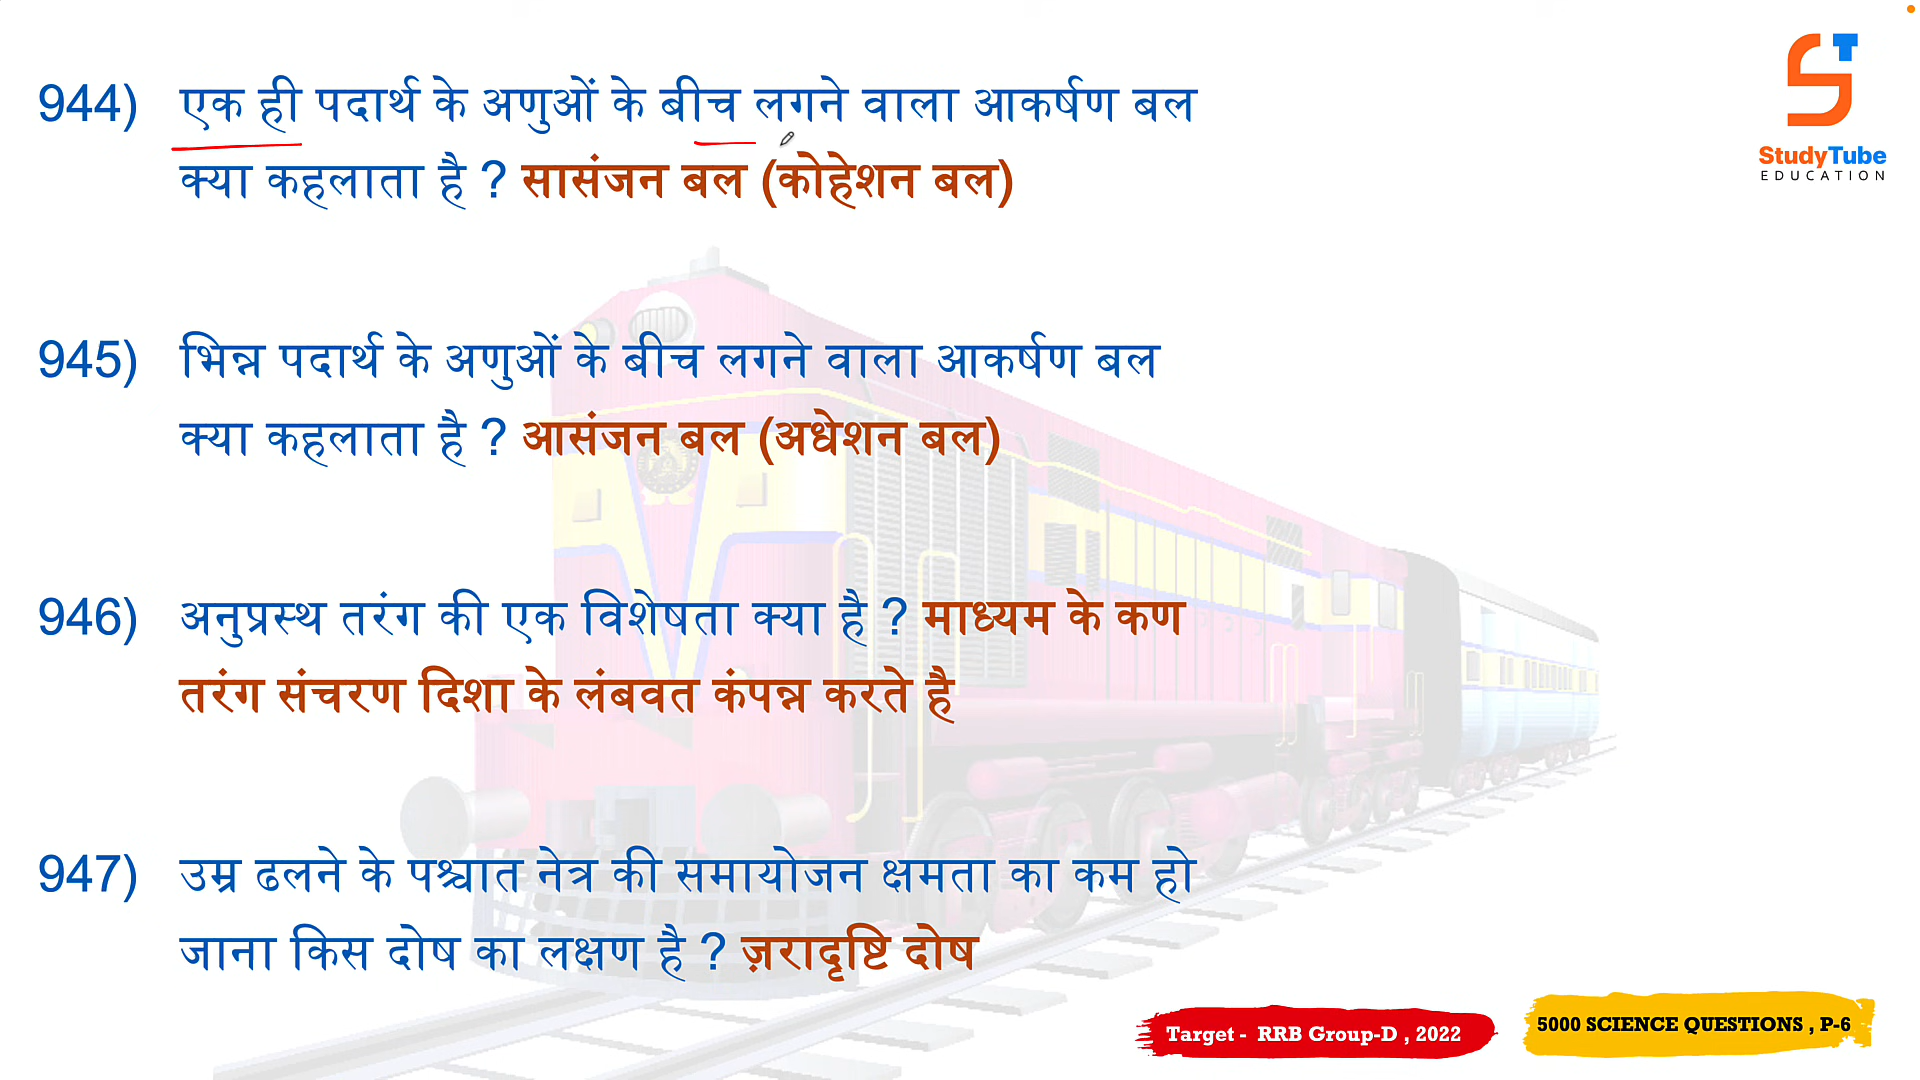 944) एक ही पदार्थ के अणुओं के बीच लगने वाला आकर्षण बल
क्या कहलाता है ? सासंजन बल (कोहेशन बल)
945) भिन्न पदार्थ के अणुओं के बीच लगने वाला आकर्षण बल
क्या कहलाता है ? आसंजन बल (अधेशन बल)
946) अनुप्रस्थ तरंग की एक विशेषता क्या है ? माध्यम के कण
तरंग संचरण दिशा के लंबवत कंपन्न करते है
947) उम्र ढलने के पश्चात नेत्र की समायोजन क्षमता का कम हो
जाना किस दोष का लक्षण है ? ज़रादृष्टि दोष
StudyTube
EDUCATION
Target - RRB Group-D , 2022
5000 SCIENCE QUESTIONS , P-6